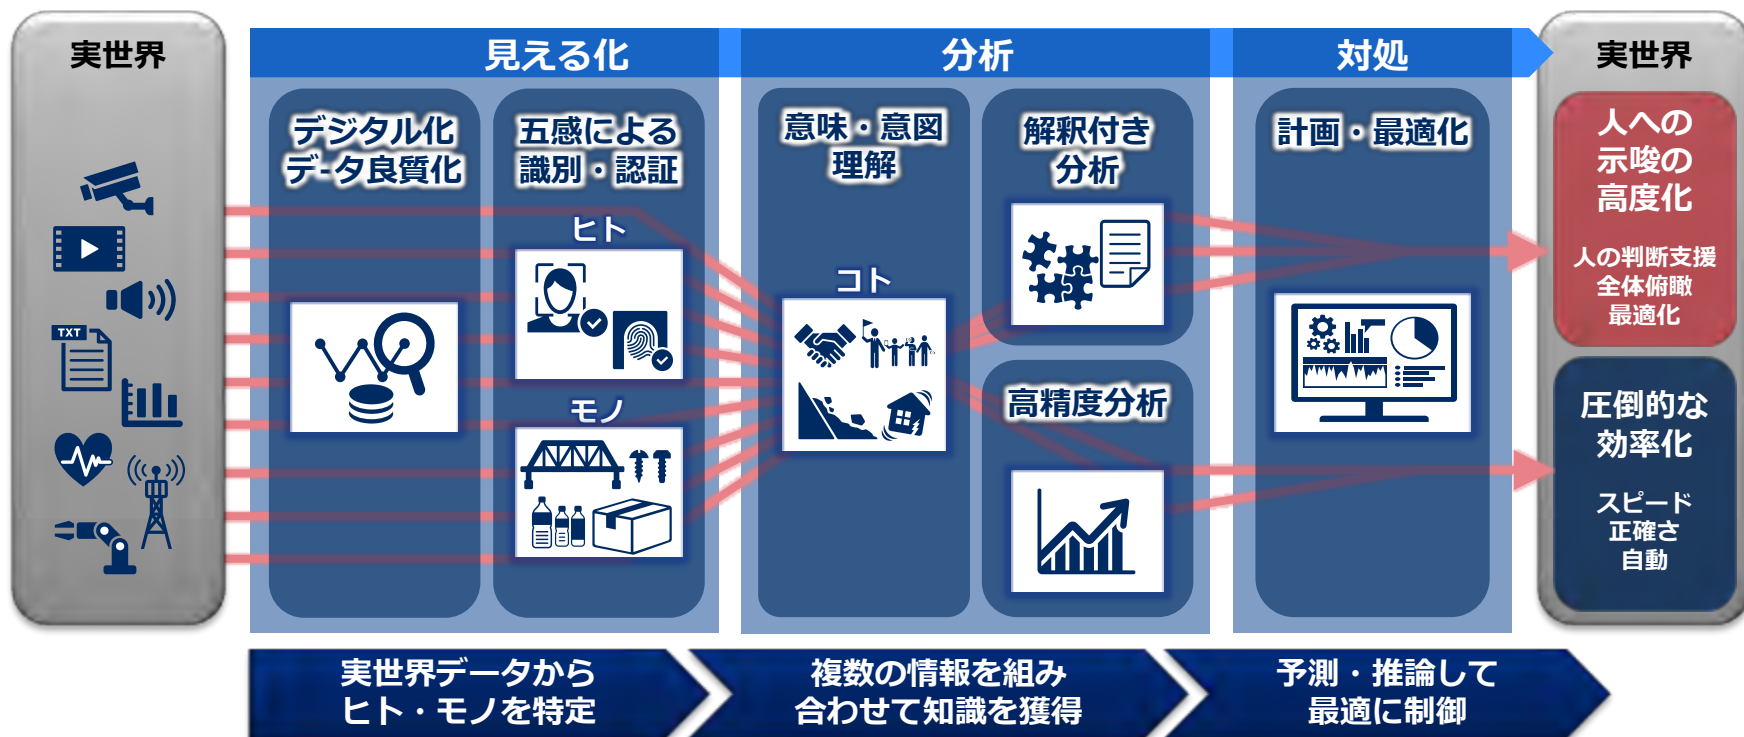 実世界
TXT
見える化
デジタル化
データ良質化
五感による
識別・認証
ヒト
モノ
分析
意味・意図
理解
コト
解釈付き
分析
高精度分析
対処
計画・最適化
実世界
人への
示唆の
高度化
人の判断支援
全体俯瞰
最適化
圧倒的な
効率化
スピード
正確さ
自動
実世界データから
ヒト・モノを特定
複数の情報を組み
合わせて知識を獲得
予測・推論して
最適に制御